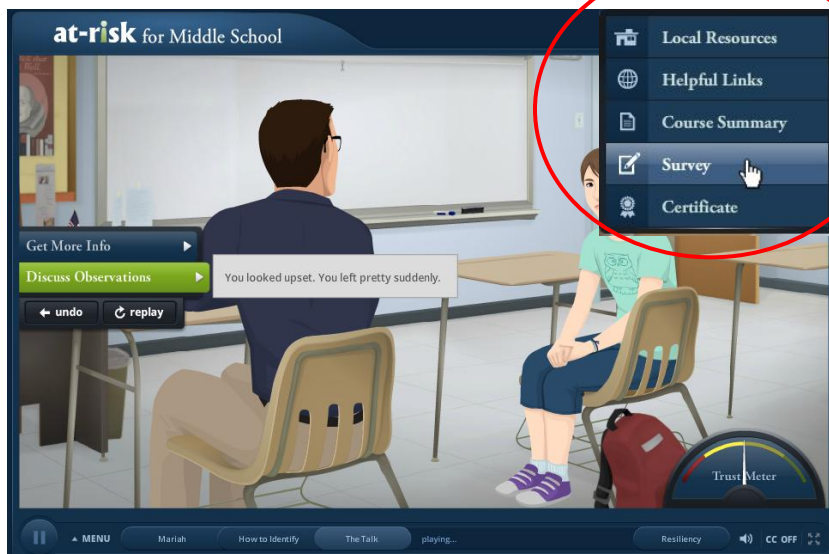 at-risk for Middle School
Local Resources
Helpful Links
Course Summary
Survey
Certificate
Get More Info
Discuss Observations
You looked upset. You left pretty suddenly.
undo
replay
Trust Meter
MENU
Mariah
How to Identify
The Talk
playing...
Resiliency
CC OFF